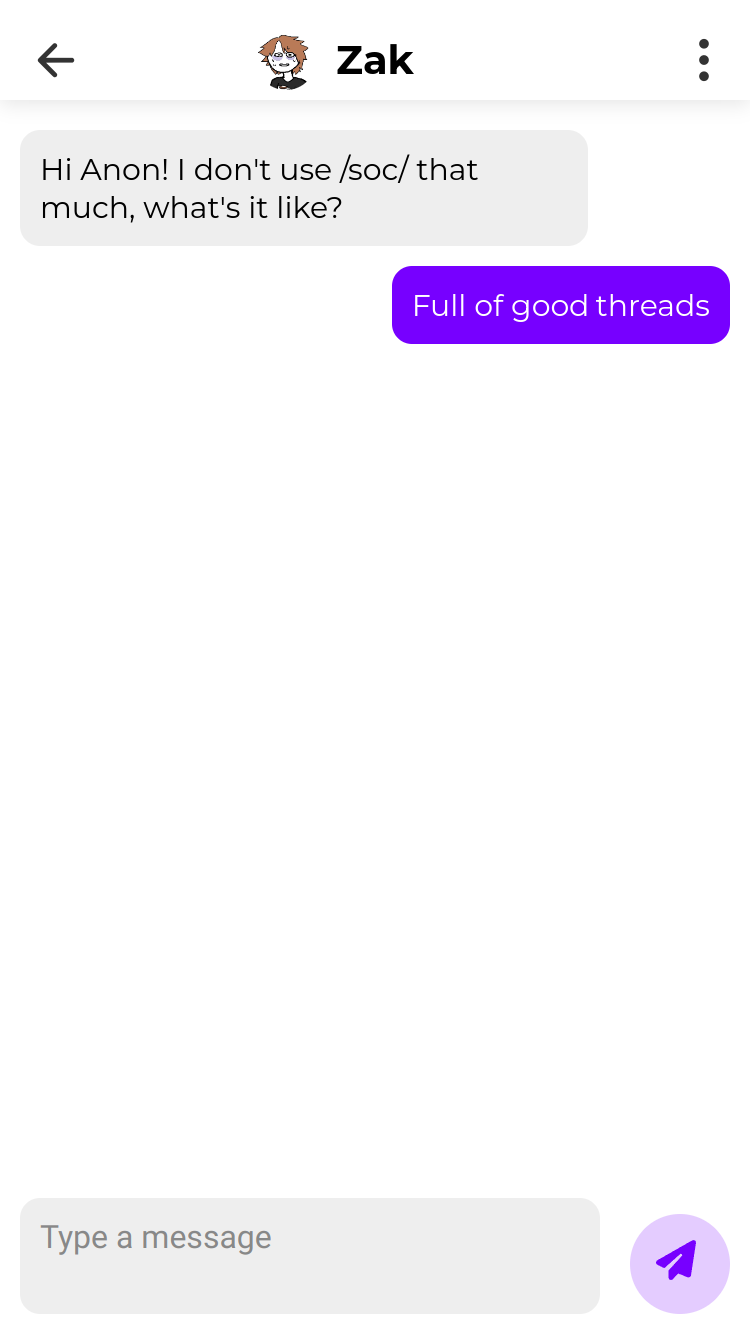 Zak
Hi Anon! I don't use /soc/ that
much, what's it like?
Full of good threads
Type a message